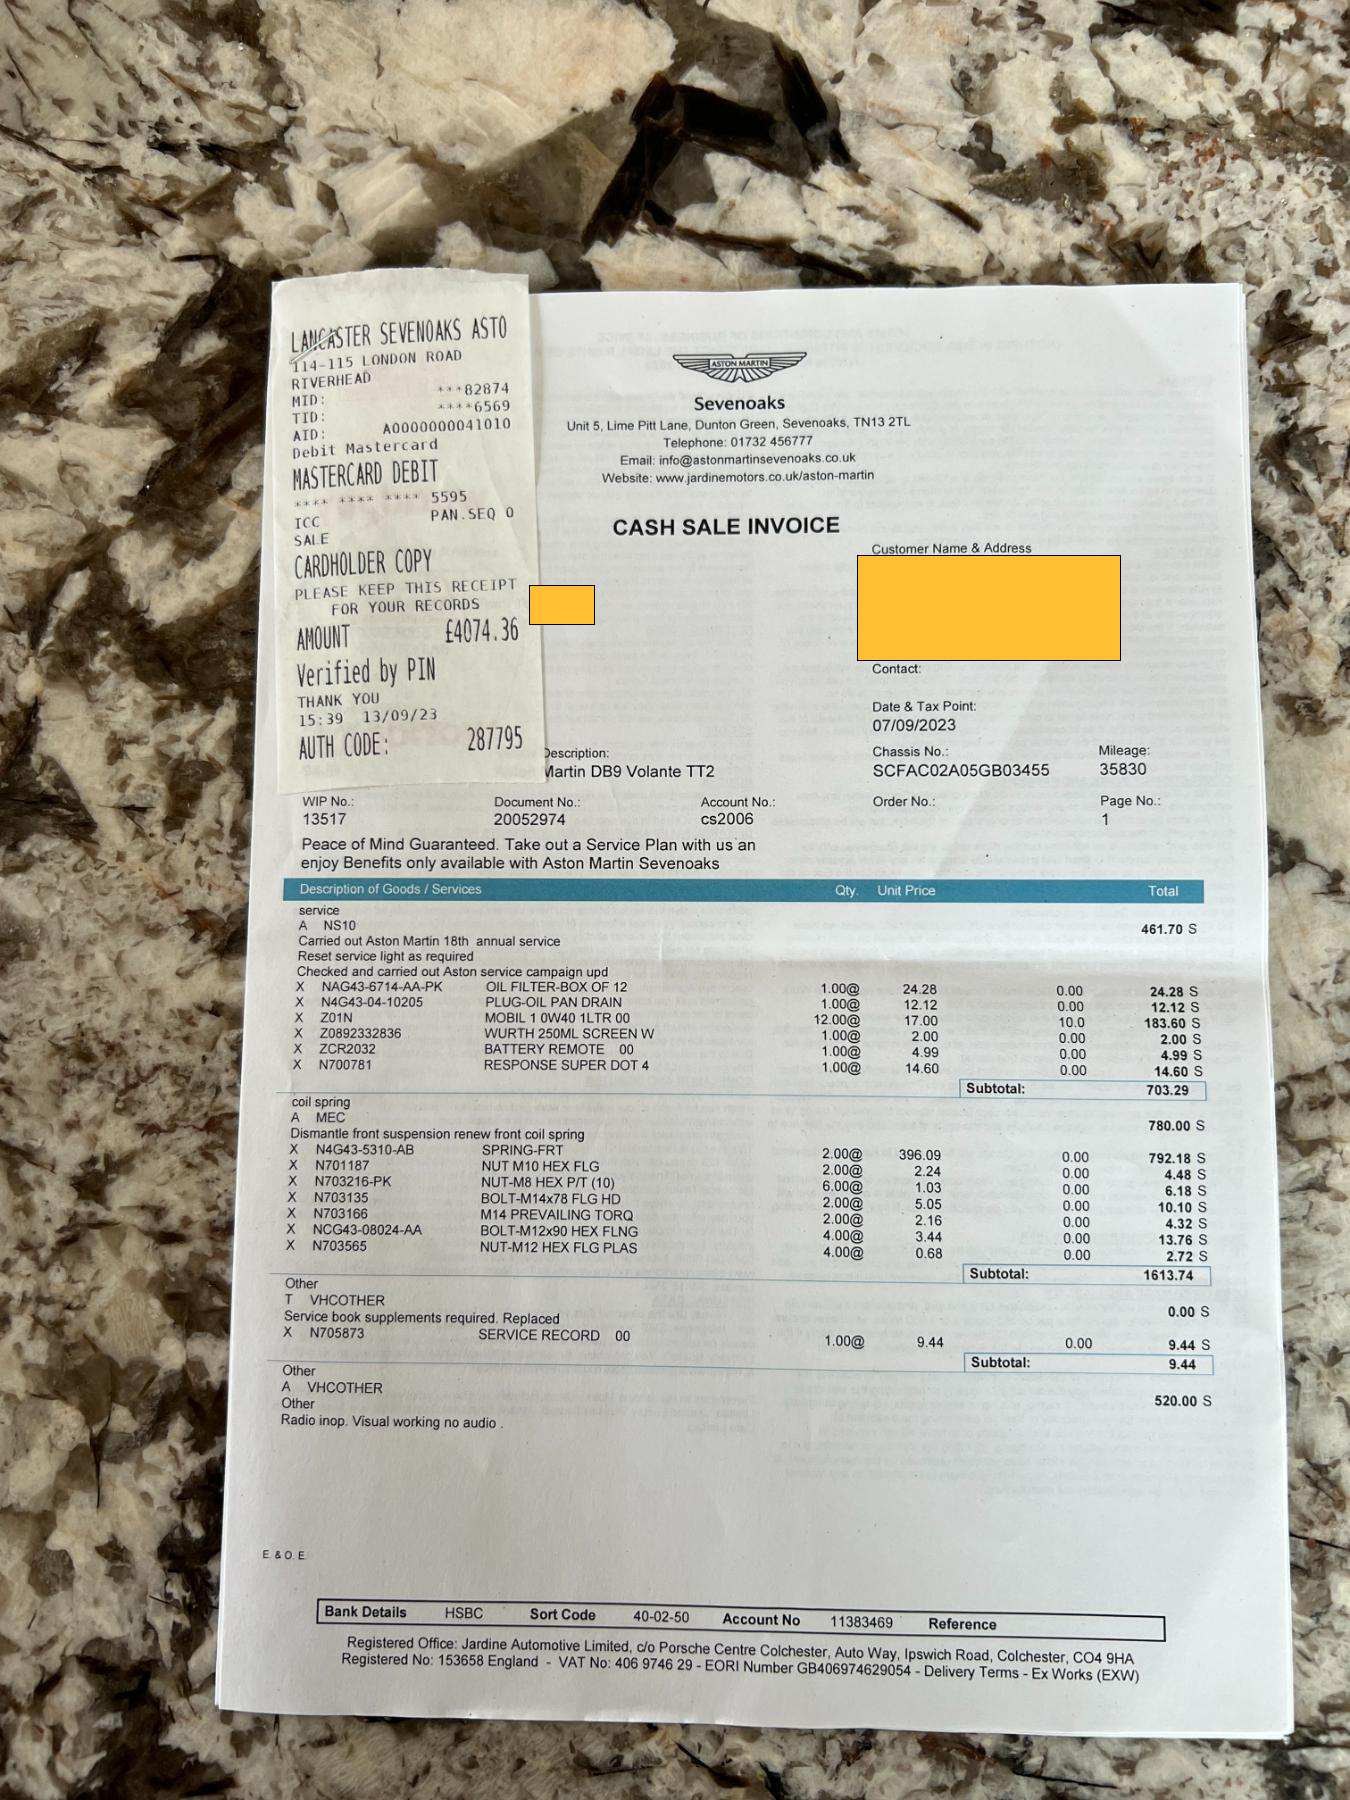 LANCASTER SEVENOAKS ASTO
114-115 LONDON ROAD
RIVERHEAD
MID: ***82874
TID: ****6569
AID: A0000000041010
Debit Mastercard
MASTERCARD DEBIT
**** **** **** 5595
ICC PAN.SEQ 0
SALE
CARDHOLDER COPY
PLEASE KEEP THIS RECEIPT
FOR YOUR RECORDS
AMOUNT £4074.36
Verified by PIN
THANK YOU
15:39 13/09/23
AUTH CODE: 287795
ASTON MARTIN
Sevenoaks
Unit 5, Lime Pitt Lane, Dunton Green, Sevenoaks, TN13 2TL
Telephone: 01732 456777
Email: info@astonmartinsevenoaks.co.uk
Website: www.jardinemotors.co.uk/aston-martin
CASH SALE INVOICE
Customer Name & Address
Contact:
Date & Tax Point:
07/09/2023
Description: Chassis No.: Mileage:
Martin DB9 Volante TT2 SCFAC02A05GB03455 35830
WIP No.: Document No.: Account No.: Order No.: Page No.:
13517 20052974 cs2006 1
Peace of Mind Guaranteed. Take out a Service Plan with us an
enjoy Benefits only available with Aston Martin Sevenoaks
Description of Goods / Services Qty. Unit Price Total
service
A NS10 461.70 S
Carried out Aston Martin 18th annual service
Reset service light as required
Checked and carried out Aston service campaign upd
X NAG43-6714-AA-PK OIL FILTER-BOX OF 12 1.00@ 24.28 0.00 24.28 S
X N4G43-04-10205 PLUG-OIL PAN DRAIN 1.00@ 12.12 0.00 12.12 S
X Z01N MOBIL 1 0W40 1LTR 00 12.00@ 17.00 10.0 183.60 S
X Z0892332836 WURTH 250ML SCREEN W 1.00@ 2.00 0.00 2.00 S
X ZCR2032 BATTERY REMOTE 00 1.00@ 4.99 0.00 4.99 S
X N700781 RESPONSE SUPER DOT 4 1.00@ 14.60 0.00 14.60 S
Subtotal: 703.29
coil spring
A MEC 780.00 S
Dismantle front suspension renew front coil spring
X N4G43-5310-AB SPRING-FRT 2.00@ 396.09 0.00 792.18 S
X N701187 NUT M10 HEX FLG 2.00@ 2.24 0.00 4.48 S
X N703216-PK NUT-M8 HEX P/T (10) 6.00@ 1.03 0.00 6.18 S
X N703135 BOLT-M14x78 FLG HD 2.00@ 5.05 0.00 10.10 S
X N703166 M14 PREVAILING TORQ 2.00@ 2.16 0.00 4.32 S
X NCG43-08024-AA BOLT-M12x90 HEX FLNG 4.00@ 3.44 0.00 13.76 S
X N703565 NUT-M12 HEX FLG PLAS 4.00@ 0.68 0.00 2.72 S
Subtotal: 1613.74
Other
T VHCOTHER 0.00 S
Service book supplements required. Replaced
X N705873 SERVICE RECORD 00 1.00@ 9.44 0.00 9.44 S
Subtotal: 9.44
Other
A VHCOTHER 520.00 S
Other
Radio inop. Visual working no audio .
E. & O. E.
Bank Details HSBC Sort Code 40-02-50 Account No 11383469 Reference
Registered Office: Jardine Automotive Limited, c/o Porsche Centre Colchester, Auto Way, Ipswich Road, Colchester, CO4 9HA
Registered No: 153658 England - VAT No: 406 9746 29 - EORI Number GB406974629054 - Delivery Terms - Ex Works (EXW)